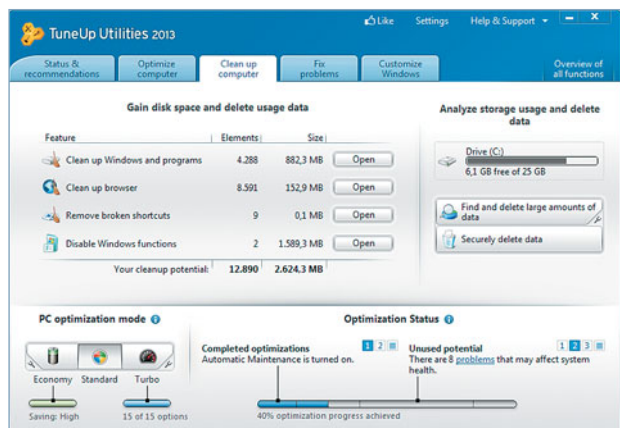 TuneUp Utilities 2013
Like Settings Help & Support
Status & recommendations
Optimize computer
Clean up computer
Fix problems
Customize Windows
Overview of all functions
Gain disk space and delete usage data
Feature Elements Size
Clean up Windows and programs 4.288 882,3 MB Open
Clean up browser 8.591 152,9 MB Open
Remove broken shortcuts 9 0,1 MB Open
Disable Windows functions 2 1.589,3 MB Open
Your cleanup potential: 12.890 2.624,3 MB
Analyze storage usage and delete
data
Drive (C:)
6,1 GB free of 25 GB
Find and delete large amounts of
data
Securely delete data
PC optimization mode
Economy Standard Turbo
Saving: High 15 of 15 options
Optimization Status
Completed optimizations 1 2
Automatic Maintenance is turned on.
Unused potential 1 2 3
There are 8 problems that may affect system
health.
40% optimization progress achieved